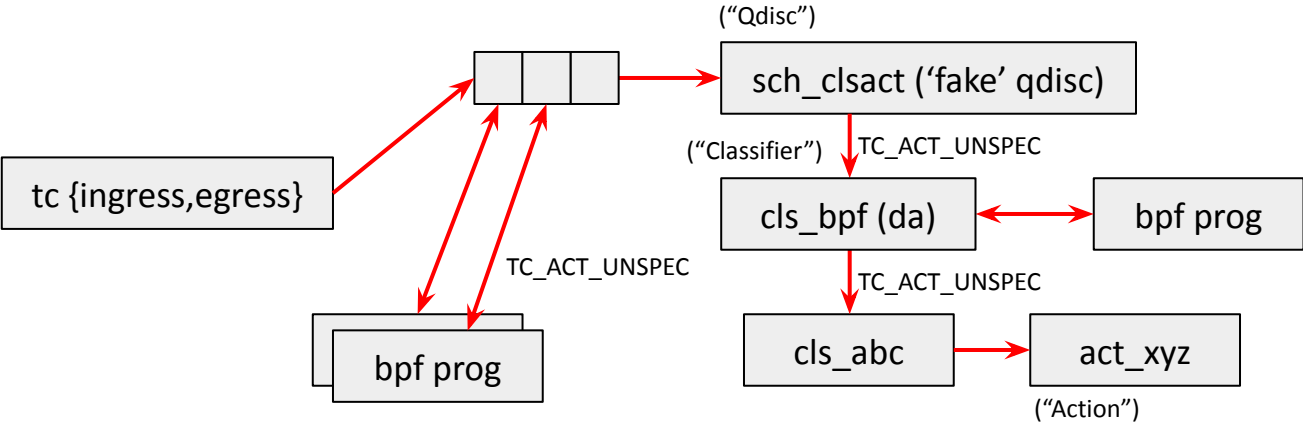 (“Qdisc”)
sch_clsact (‘fake’ qdisc)
(“Classifier”)
TC_ACT_UNSPEC
tc {ingress,egress}
cls_bpf (da)
bpf prog
TC_ACT_UNSPEC
TC_ACT_UNSPEC
bpf prog
cls_abc
act_xyz
(“Action”)